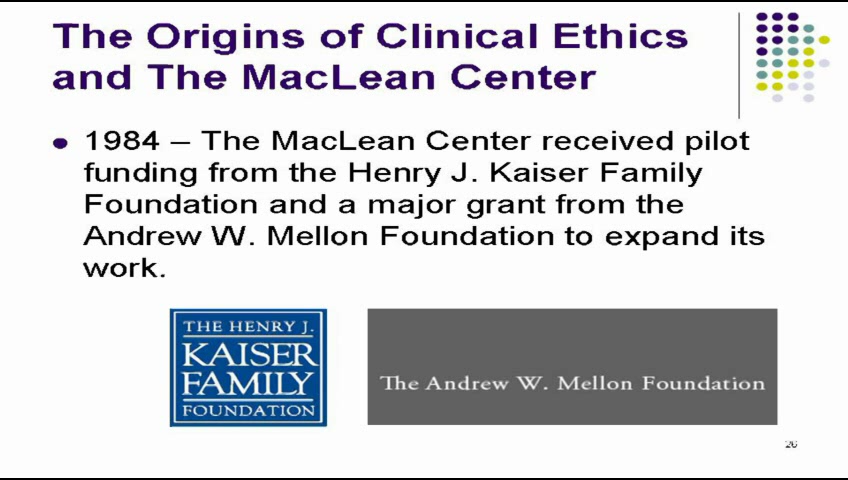 The Origins of Clinical Ethics
and The MacLean Center
1984 – The MacLean Center received pilot
funding from the Henry J. Kaiser Family
Foundation and a major grant from the
Andrew W. Mellon Foundation to expand its
work.
THE HENRY J.
KAISER
FAMILY
FOUNDATION
The Andrew W. Mellon Foundation
26